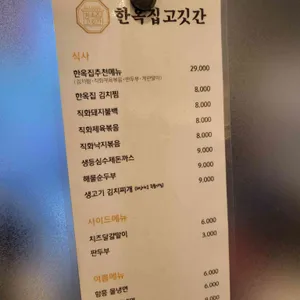 한옥집고깃간
식사
한옥집추천메뉴 29,000
한옥집 김치찜 8,000
직화돼지불백 8,000
직화제육볶음 8,000
직화낙지볶음 8,000
생등심수제돈까스 9,000
해물순두부 9,000
생고기 김치찌개 9,000
사이드메뉴
치즈달걀말이 6,000
만두부 3,000
여름메뉴
함흥 물냉면 6,000
6,000